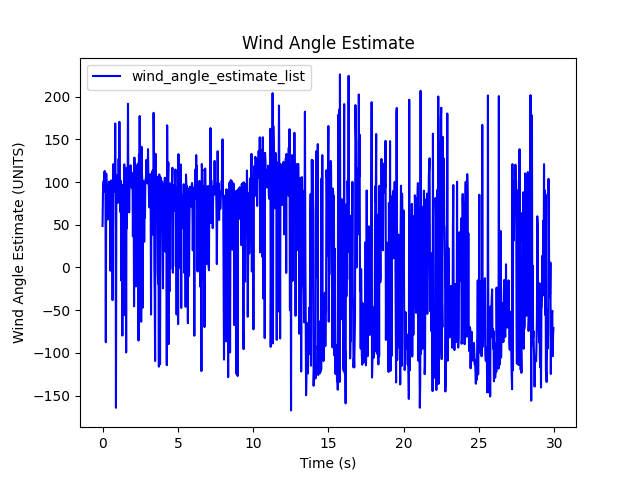 Wind Angle Estimate
wind_angle_estimate_list
Wind Angle Estimate (UNITS)
200
150
100
50
0
−50
−100
−150
0 5 10 15 20 25 30
Time (s)